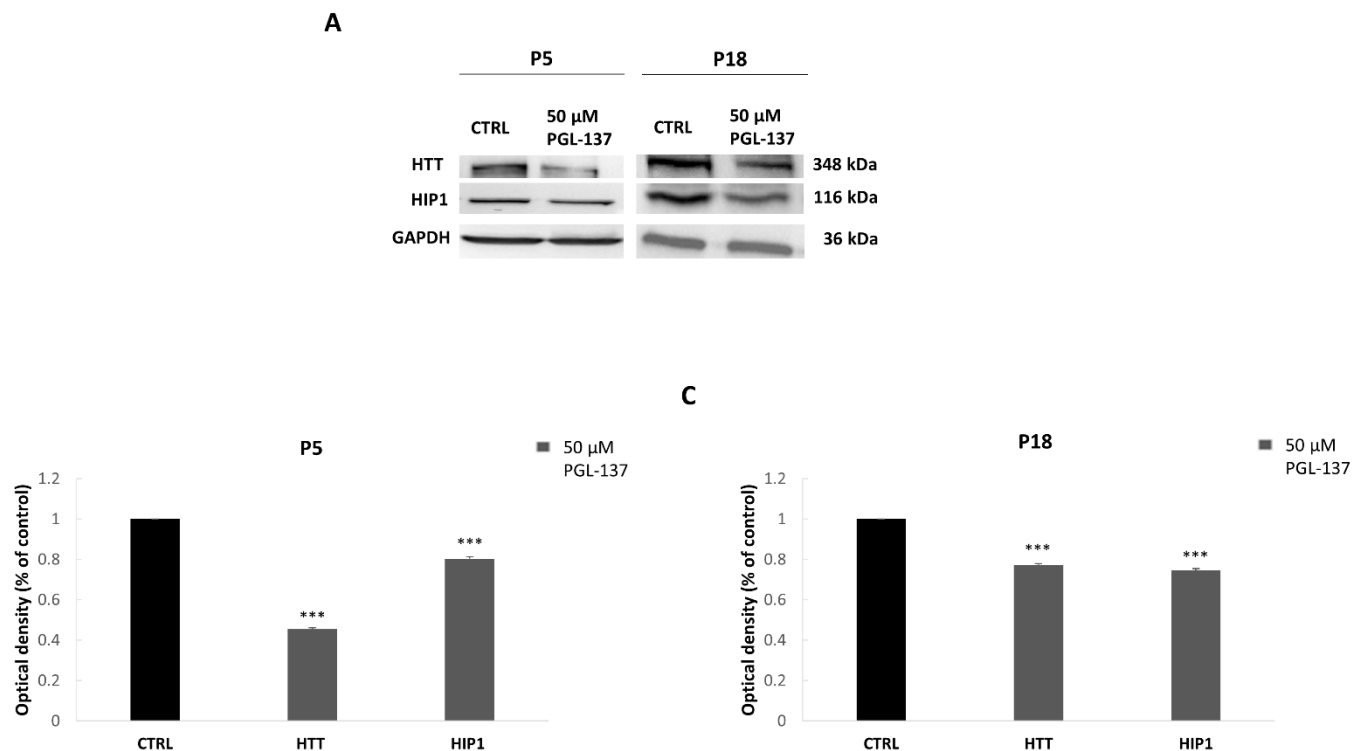 A
P5 P18
CTRL 50 μM PGL-137 CTRL 50 μM PGL-137
HTT 348 kDa
HIP1 116 kDa
GAPDH 36 kDa
P5
50 μM
PGL-137
Optical density (% of control)
1.2
1
0.8
0.6
0.4
0.2
0
***
***
CTRL HTT HIP1
C
P18
50 μM
PGL-137
Optical density (% of control)
1.2
1
0.8
0.6
0.4
0.2
0
***
***
CTRL HTT HIP1